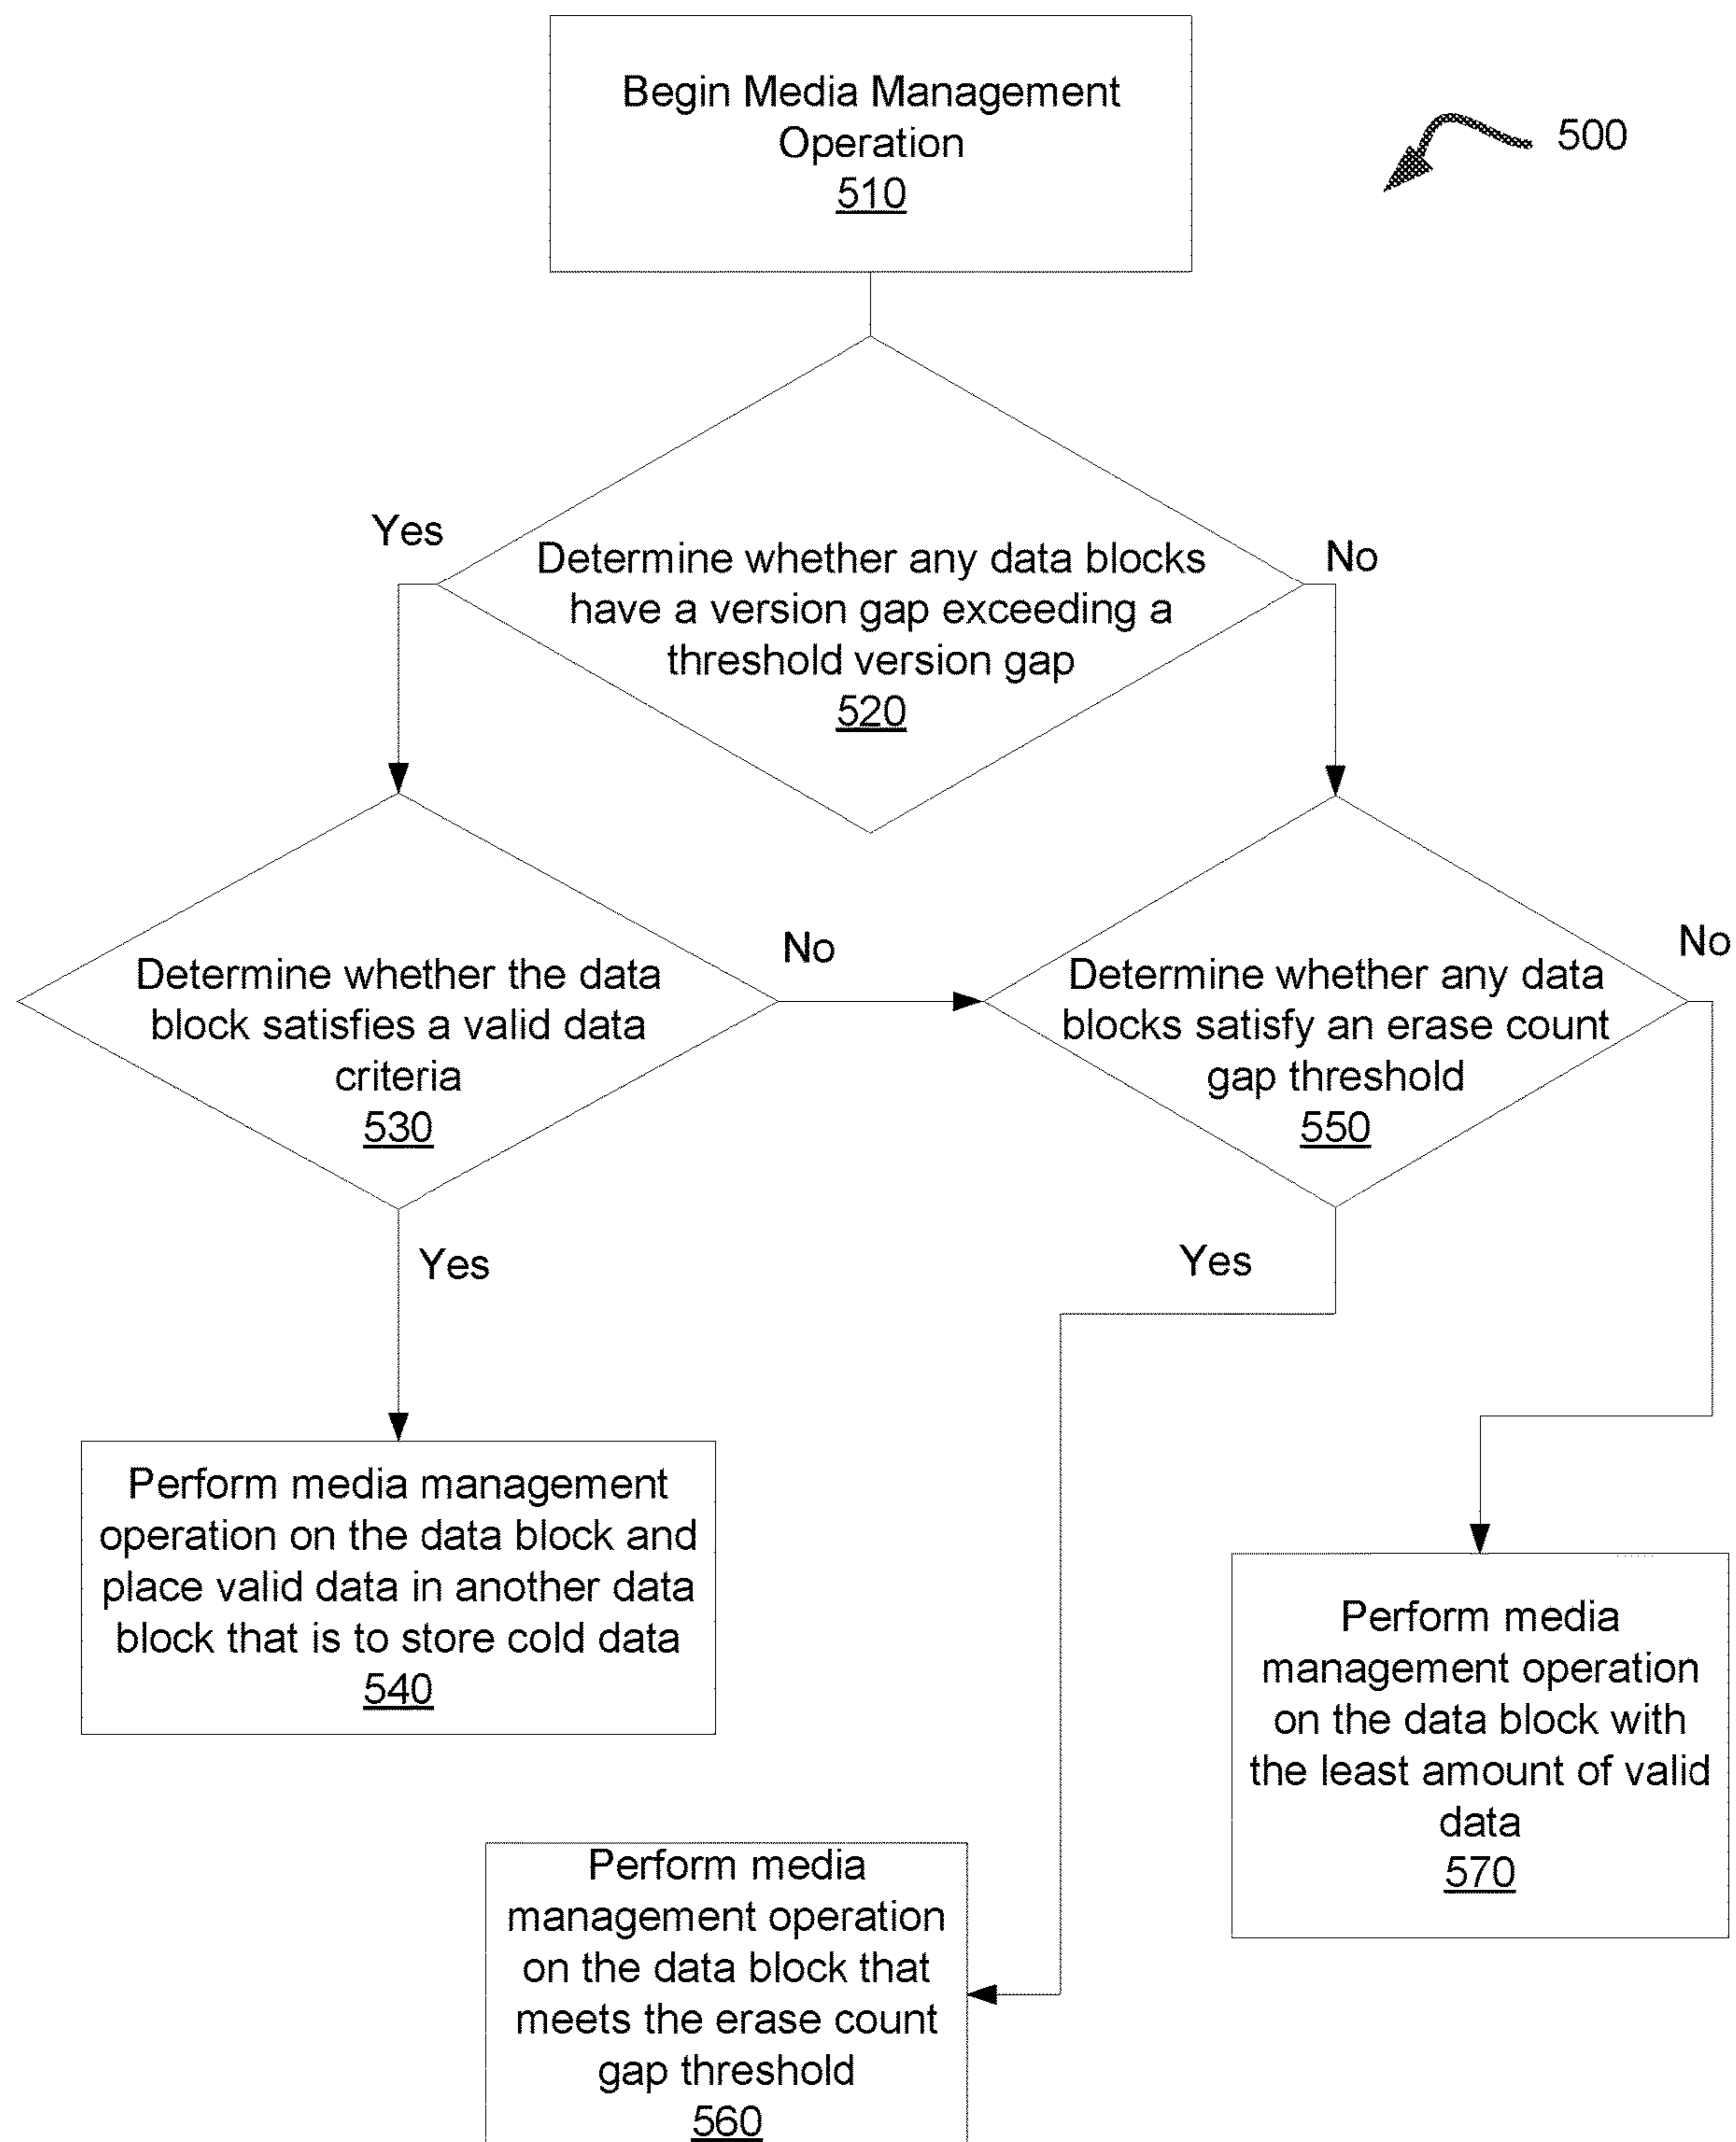 Begin Media Management
Operation
510
500
Yes
No
Determine whether any data blocks
have a version gap exceeding a
threshold version gap
520
No
No
Determine whether the data
block satisfies a valid data
criteria
530
Determine whether any data
blocks satisfy an erase count
gap threshold
550
Yes
Yes
Perform media management
operation on the data block and
place valid data in another data
block that is to store cold data
540
Perform media
management operation
on the data block with
the least amount of valid
data
570
Perform media
management operation
on the data block that
meets the erase count
gap threshold
560